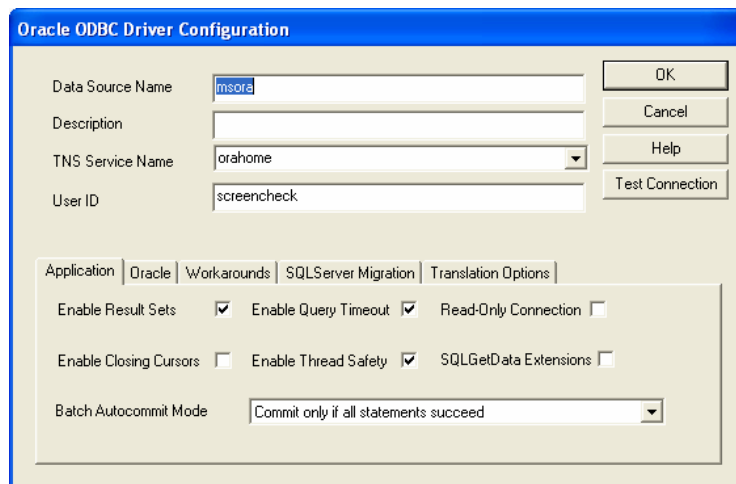 Oracle ODBC Driver Configuration
Data Source Name msora OK
Description Cancel
TNS Service Name orahome Help
User ID screencheck Test Connection
Application Oracle Workarounds SQLServer Migration Translation Options
Enable Result Sets Enable Query Timeout Read-Only Connection
Enable Closing Cursors Enable Thread Safety SQLGetData Extensions
Batch Autocommit Mode Commit only if all statements succeed